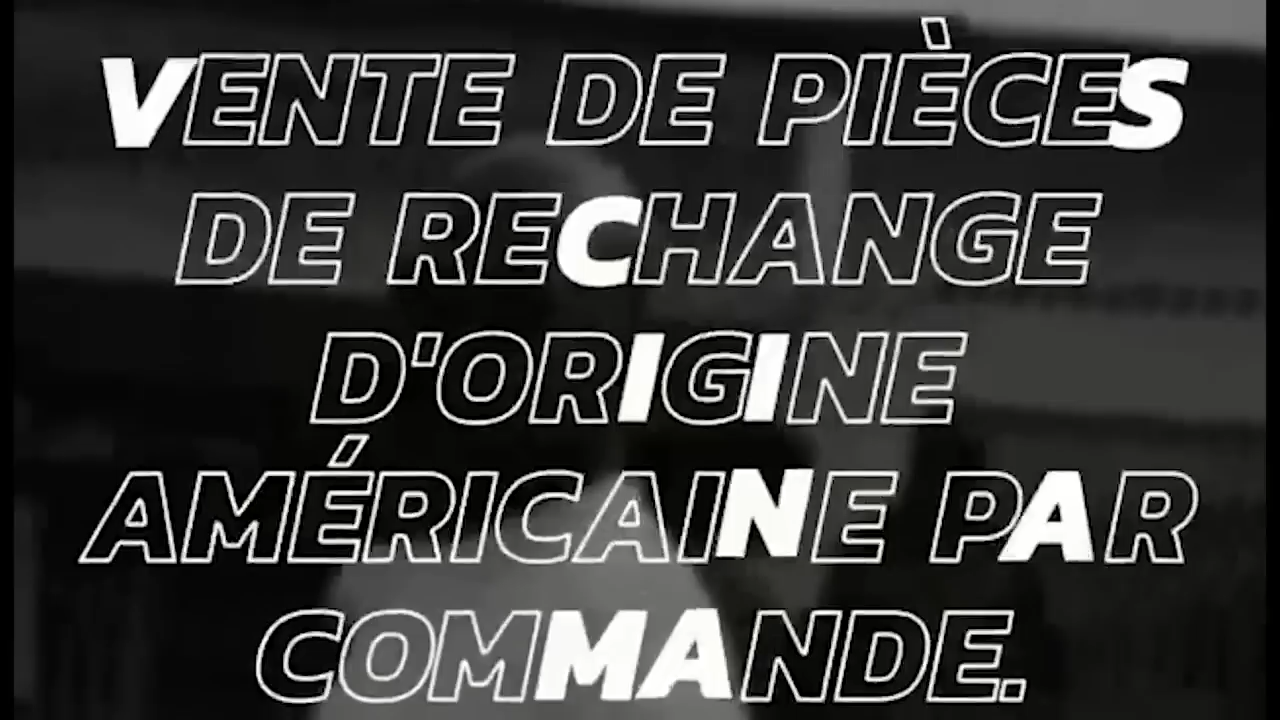 VENTE DE PIÈCES
DE RECHANGE
D'ORIGINE
AMÉRICAINE PAR
COMMANDE.